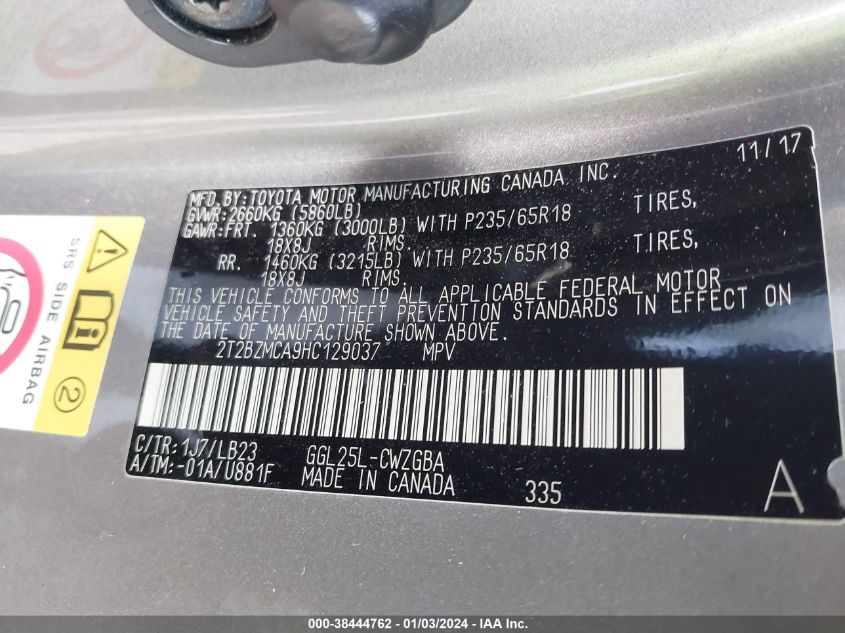 11/17
MFD.BY:TOYOTA MOTOR MANUFACTURING CANADA INC.
GVWR:2660KG (5860LB)
GAWR:FRT. 1360KG (3000LB) WITH P235/65R18 TIRES,
18X8J RIMS.
RR. 1460KG (3215LB) WITH P235/65R18 TIRES,
18X8J RIMS.
THIS VEHICLE CONFORMS TO ALL APPLICABLE FEDERAL MOTOR
VEHICLE SAFETY AND THEFT PREVENTION STANDARDS IN EFFECT ON
THE DATE OF MANUFACTURE SHOWN ABOVE.
2T2BZMCA9HC129037 MPV
C/TR:1J7/LB23 GGL25L-CWZGBA
A/TM:-01A/U881F MADE IN CANADA 335 A
SRS SIDE AIRBAG 2
000-38444762 - 01/03/2024 - IAA Inc.